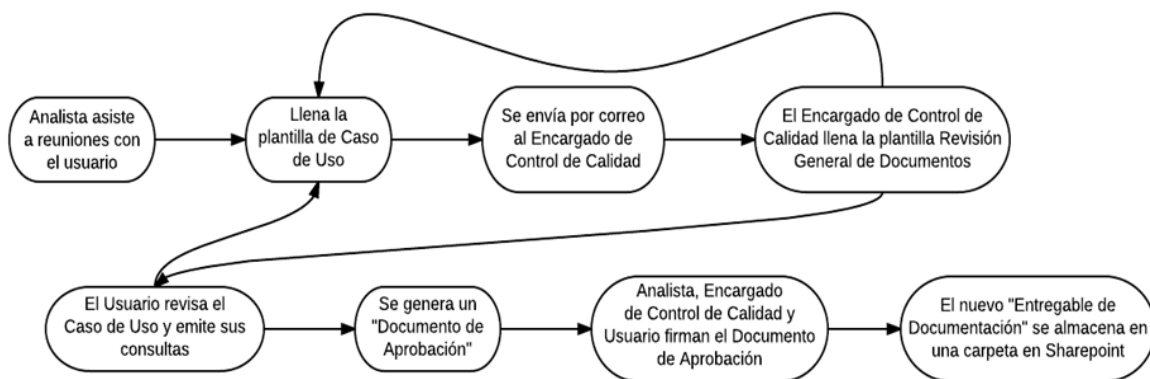 Analista asiste
a reuniones con
el usuario
Llena la
plantilla de Caso
de Uso
Se envía por correo
al Encargado de
Control de Calidad
El Encargado de Control de
Calidad llena la plantilla Revisión
General de Documentos
El Usuario revisa el
Caso de Uso y emite sus
consultas
Se genera un
"Documento de
Aprobación"
Analista, Encargado
de Control de Calidad y
Usuario firman el Documento
de Aprobación
El nuevo "Entregable de
Documentación" se almacena en
una carpeta en Sharepoint